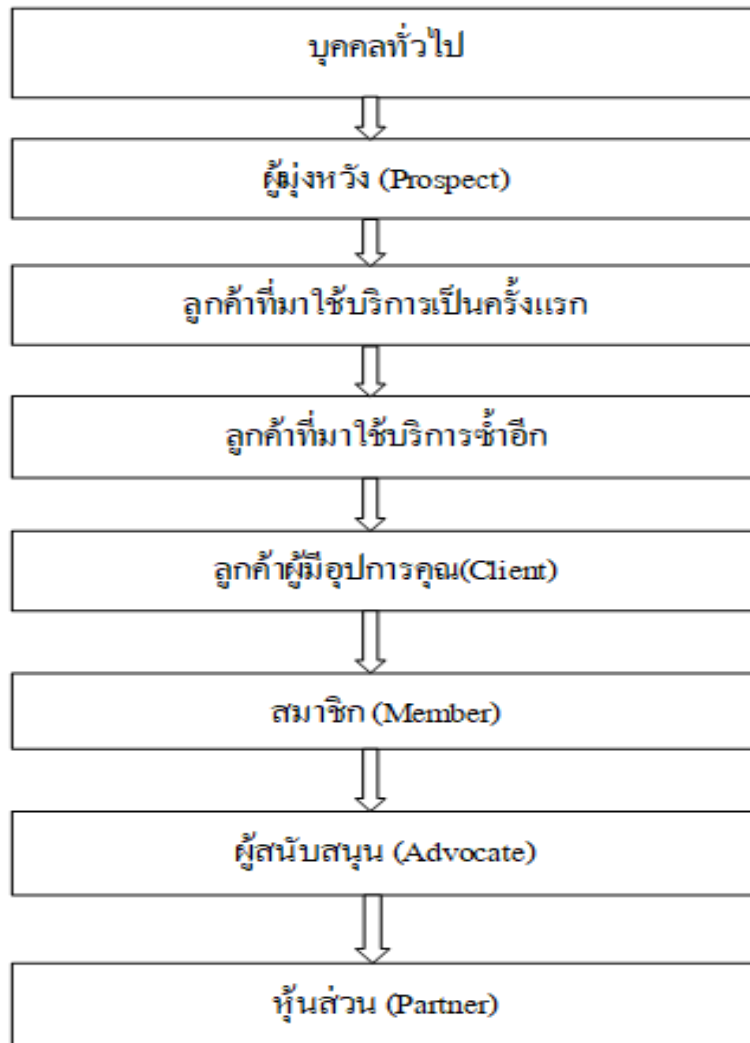 บุคคลทั่วไป
ผู้มุ่งหวัง (Prospect)
ลูกค้าที่มาใช้บริการเป็นครั้งแรก
ลูกค้าที่มาใช้บริการซ้ำอีก
ลูกค้าผู้มีอุปการคุณ(Client)
สมาชิก (Member)
ผู้สนับสนุน (Advocate)
หุ้นส่วน (Partner)